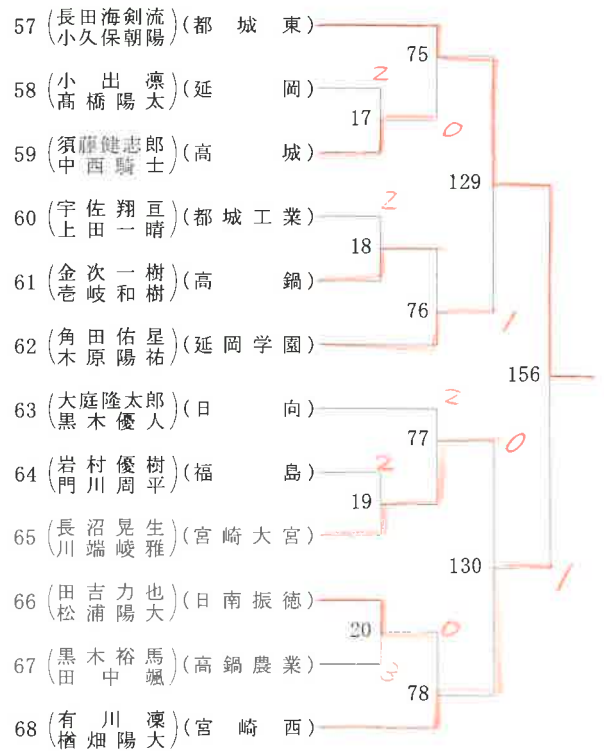 57 (長田海剣流 小久保朝陽) (都城東)
58 (小出凛 髙橋陽太) (延岡)
59 (須藤健志郎 中西騎士) (高城)
60 (宇佐翔亘 上田一晴) (都城工業)
61 (金次一樹 壱岐和樹) (高鍋)
62 (角田佑星 木原陽祐) (延岡学園)
63 (大庭隆太郎 黒木優人) (日向)
64 (岩村優樹 門川周平) (福島)
65 (長沼晃生 川端崚雅) (宮崎大宮)
66 (田吉力也 松浦陽大) (日南振徳)
67 (黒木裕馬 田中颯) (高鍋農業)
68 (有川凜 楢畑陽大) (宮崎西)
75
2
17
0
129
2
18
76
1
156
2
77
0
2
19
130
1
20
0
3
78